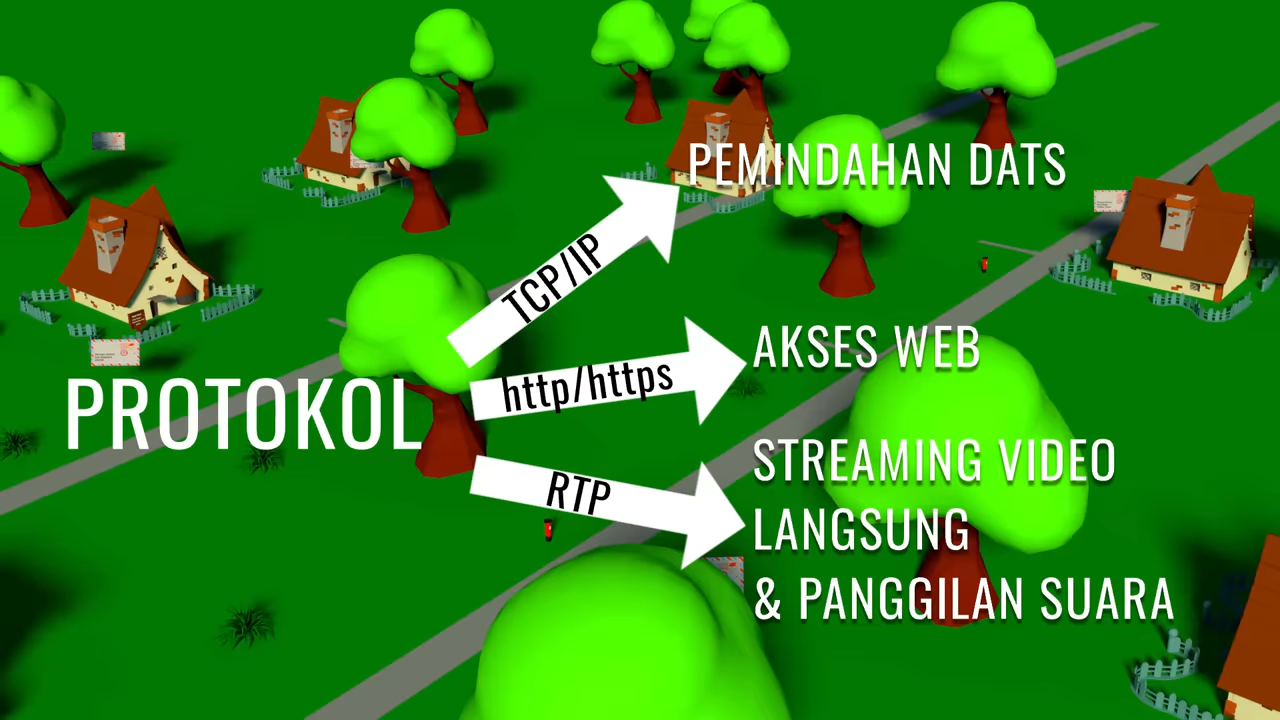 PROTOKOL
TCP/IP
PEMINDAHAN DATS
http/https
AKSES WEB
RTP
STREAMING VIDEO
LANGSUNG
& PANGGILAN SUARA